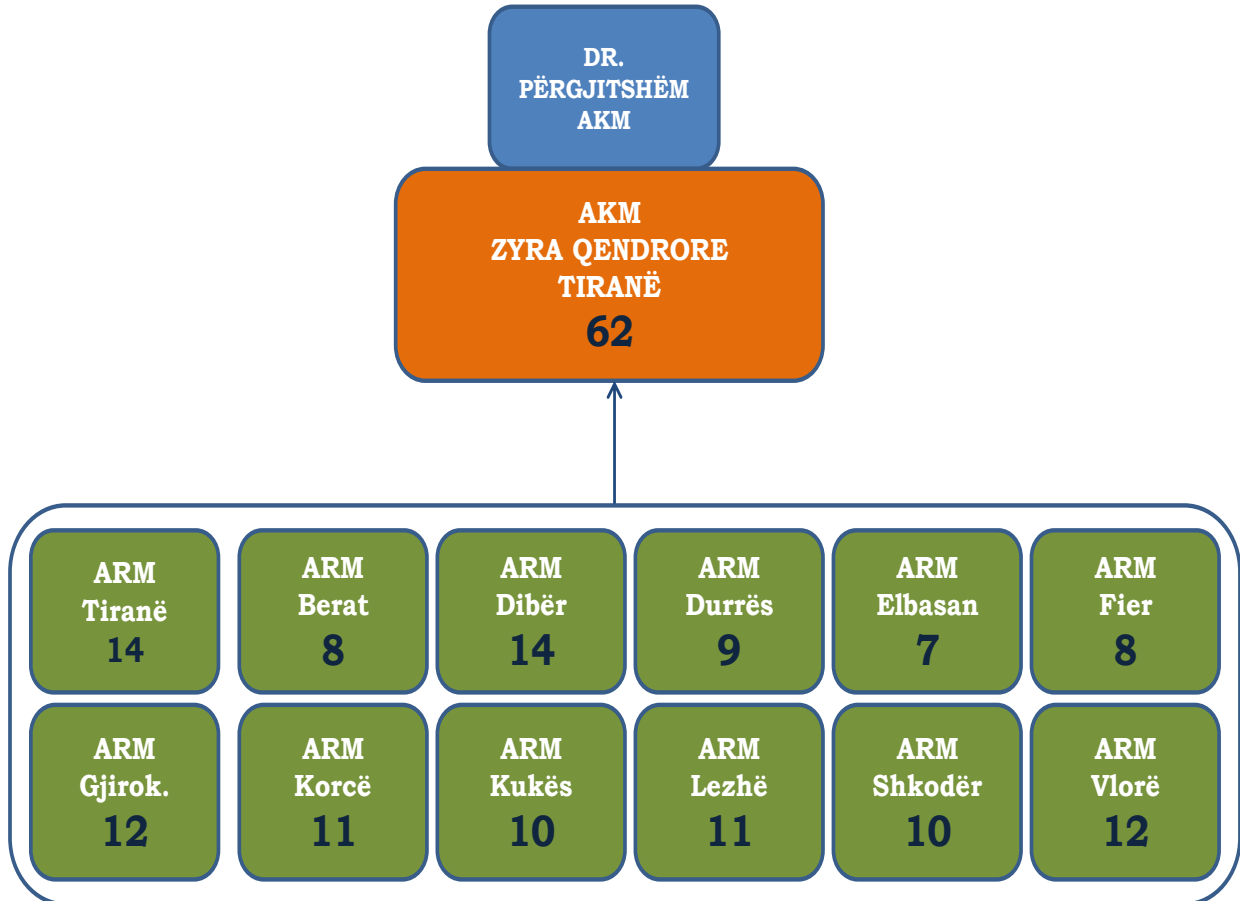 DR.
PËRGJITSHËM
AKM
AKM
ZYRA QENDRORE
TIRANË
62
ARM
Tiranë
14
ARM
Berat
8
ARM
Dibër
14
ARM
Durrës
9
ARM
Elbasan
7
ARM
Fier
8
ARM
Gjirok.
12
ARM
Korcë
11
ARM
Kukës
10
ARM
Lezhë
11
ARM
Shkodër
10
ARM
Vlorë
12